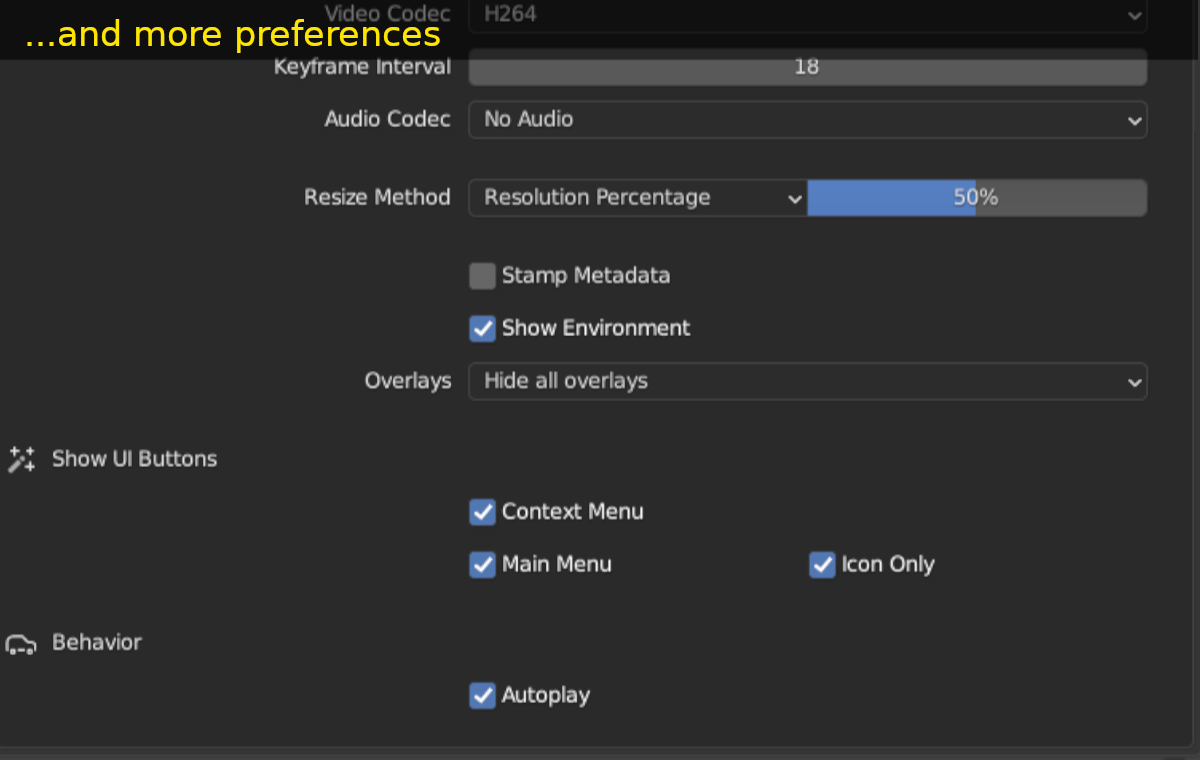 Video Codec H264
...and more preferences
Keyframe Interval 18
Audio Codec No Audio
Resize Method Resolution Percentage 50%
Stamp Metadata
Show Environment
Overlays Hide all overlays
Show UI Buttons
Context Menu
Main Menu Icon Only
Behavior
Autoplay